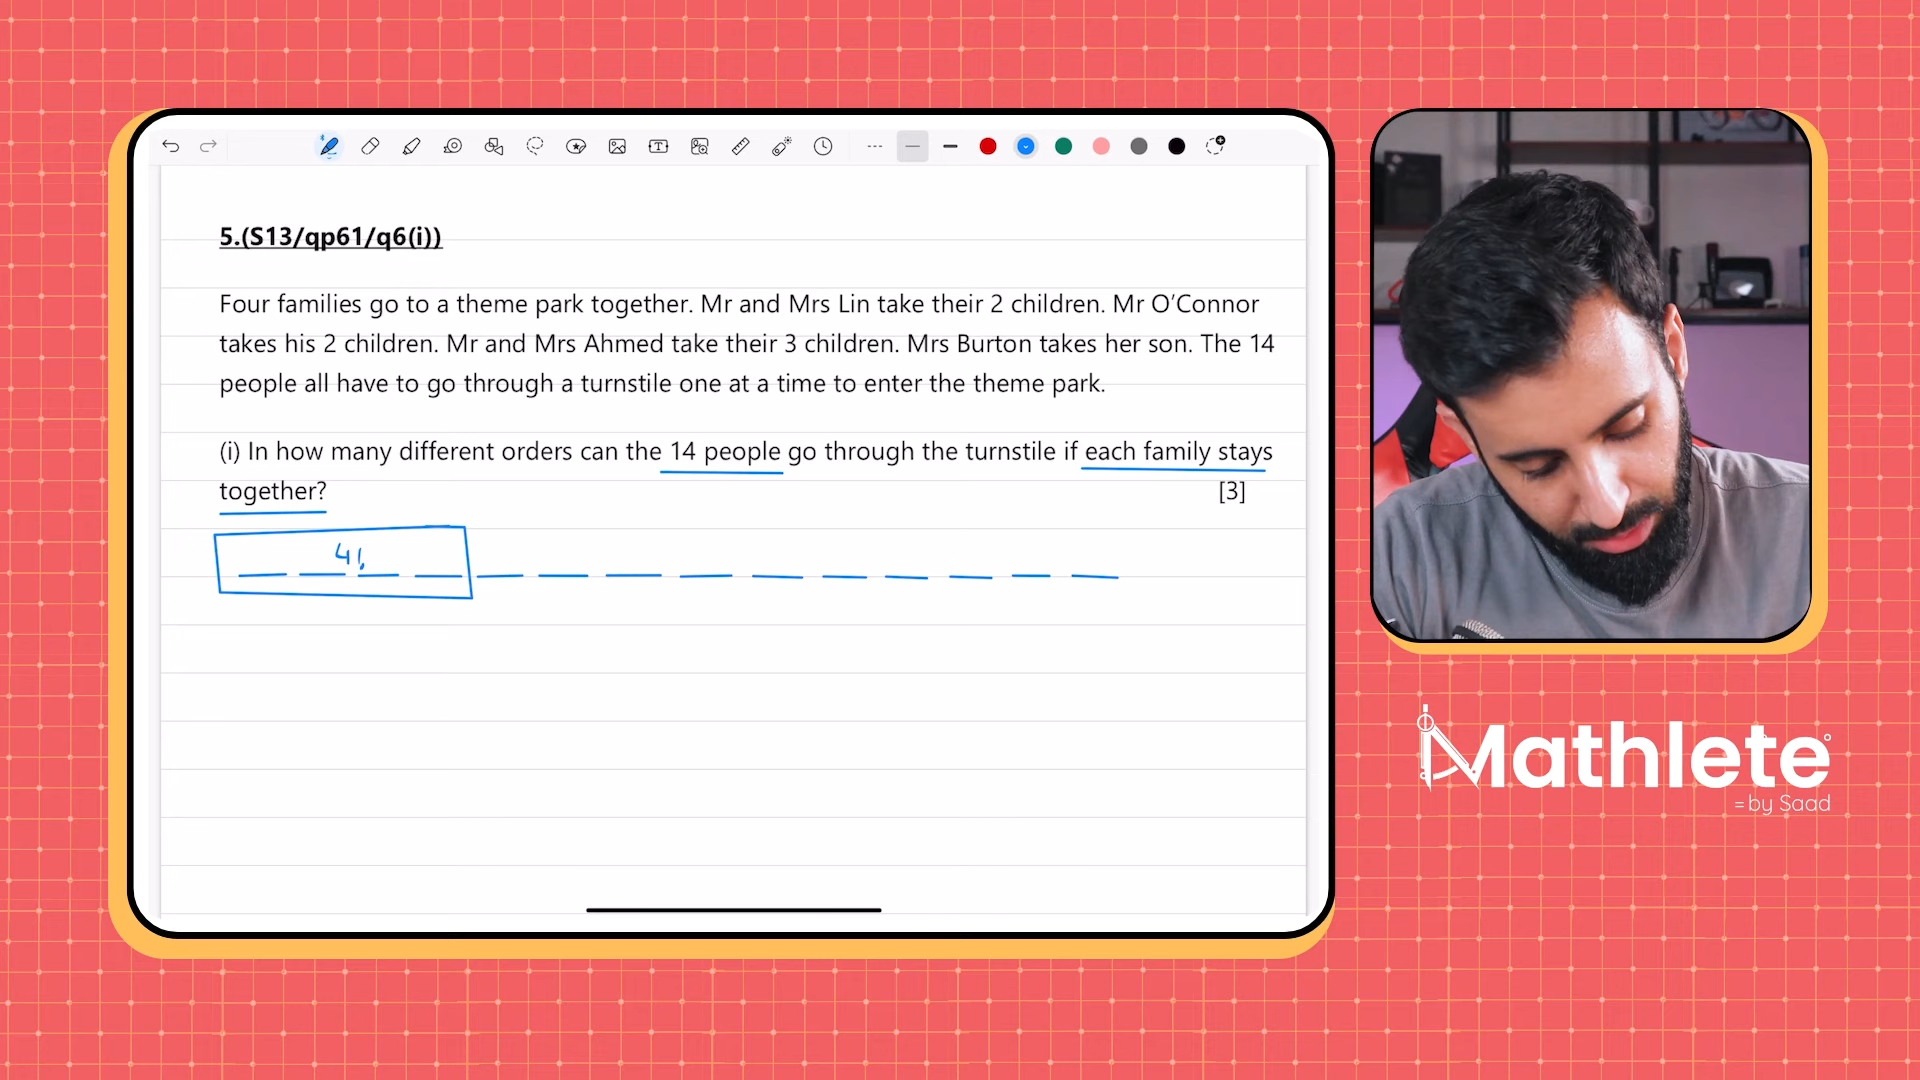 5.(S13/qp61/q6(i))
Four families go to a theme park together. Mr and Mrs Lin take their 2 children. Mr O’Connor
takes his 2 children. Mr and Mrs Ahmed take their 3 children. Mrs Burton takes her son. The 14
people all have to go through a turnstile one at a time to enter the theme park.
(i) In how many different orders can the 14 people go through the turnstile if each family stays
together? [3]
4!
Mathlete
=by Saad